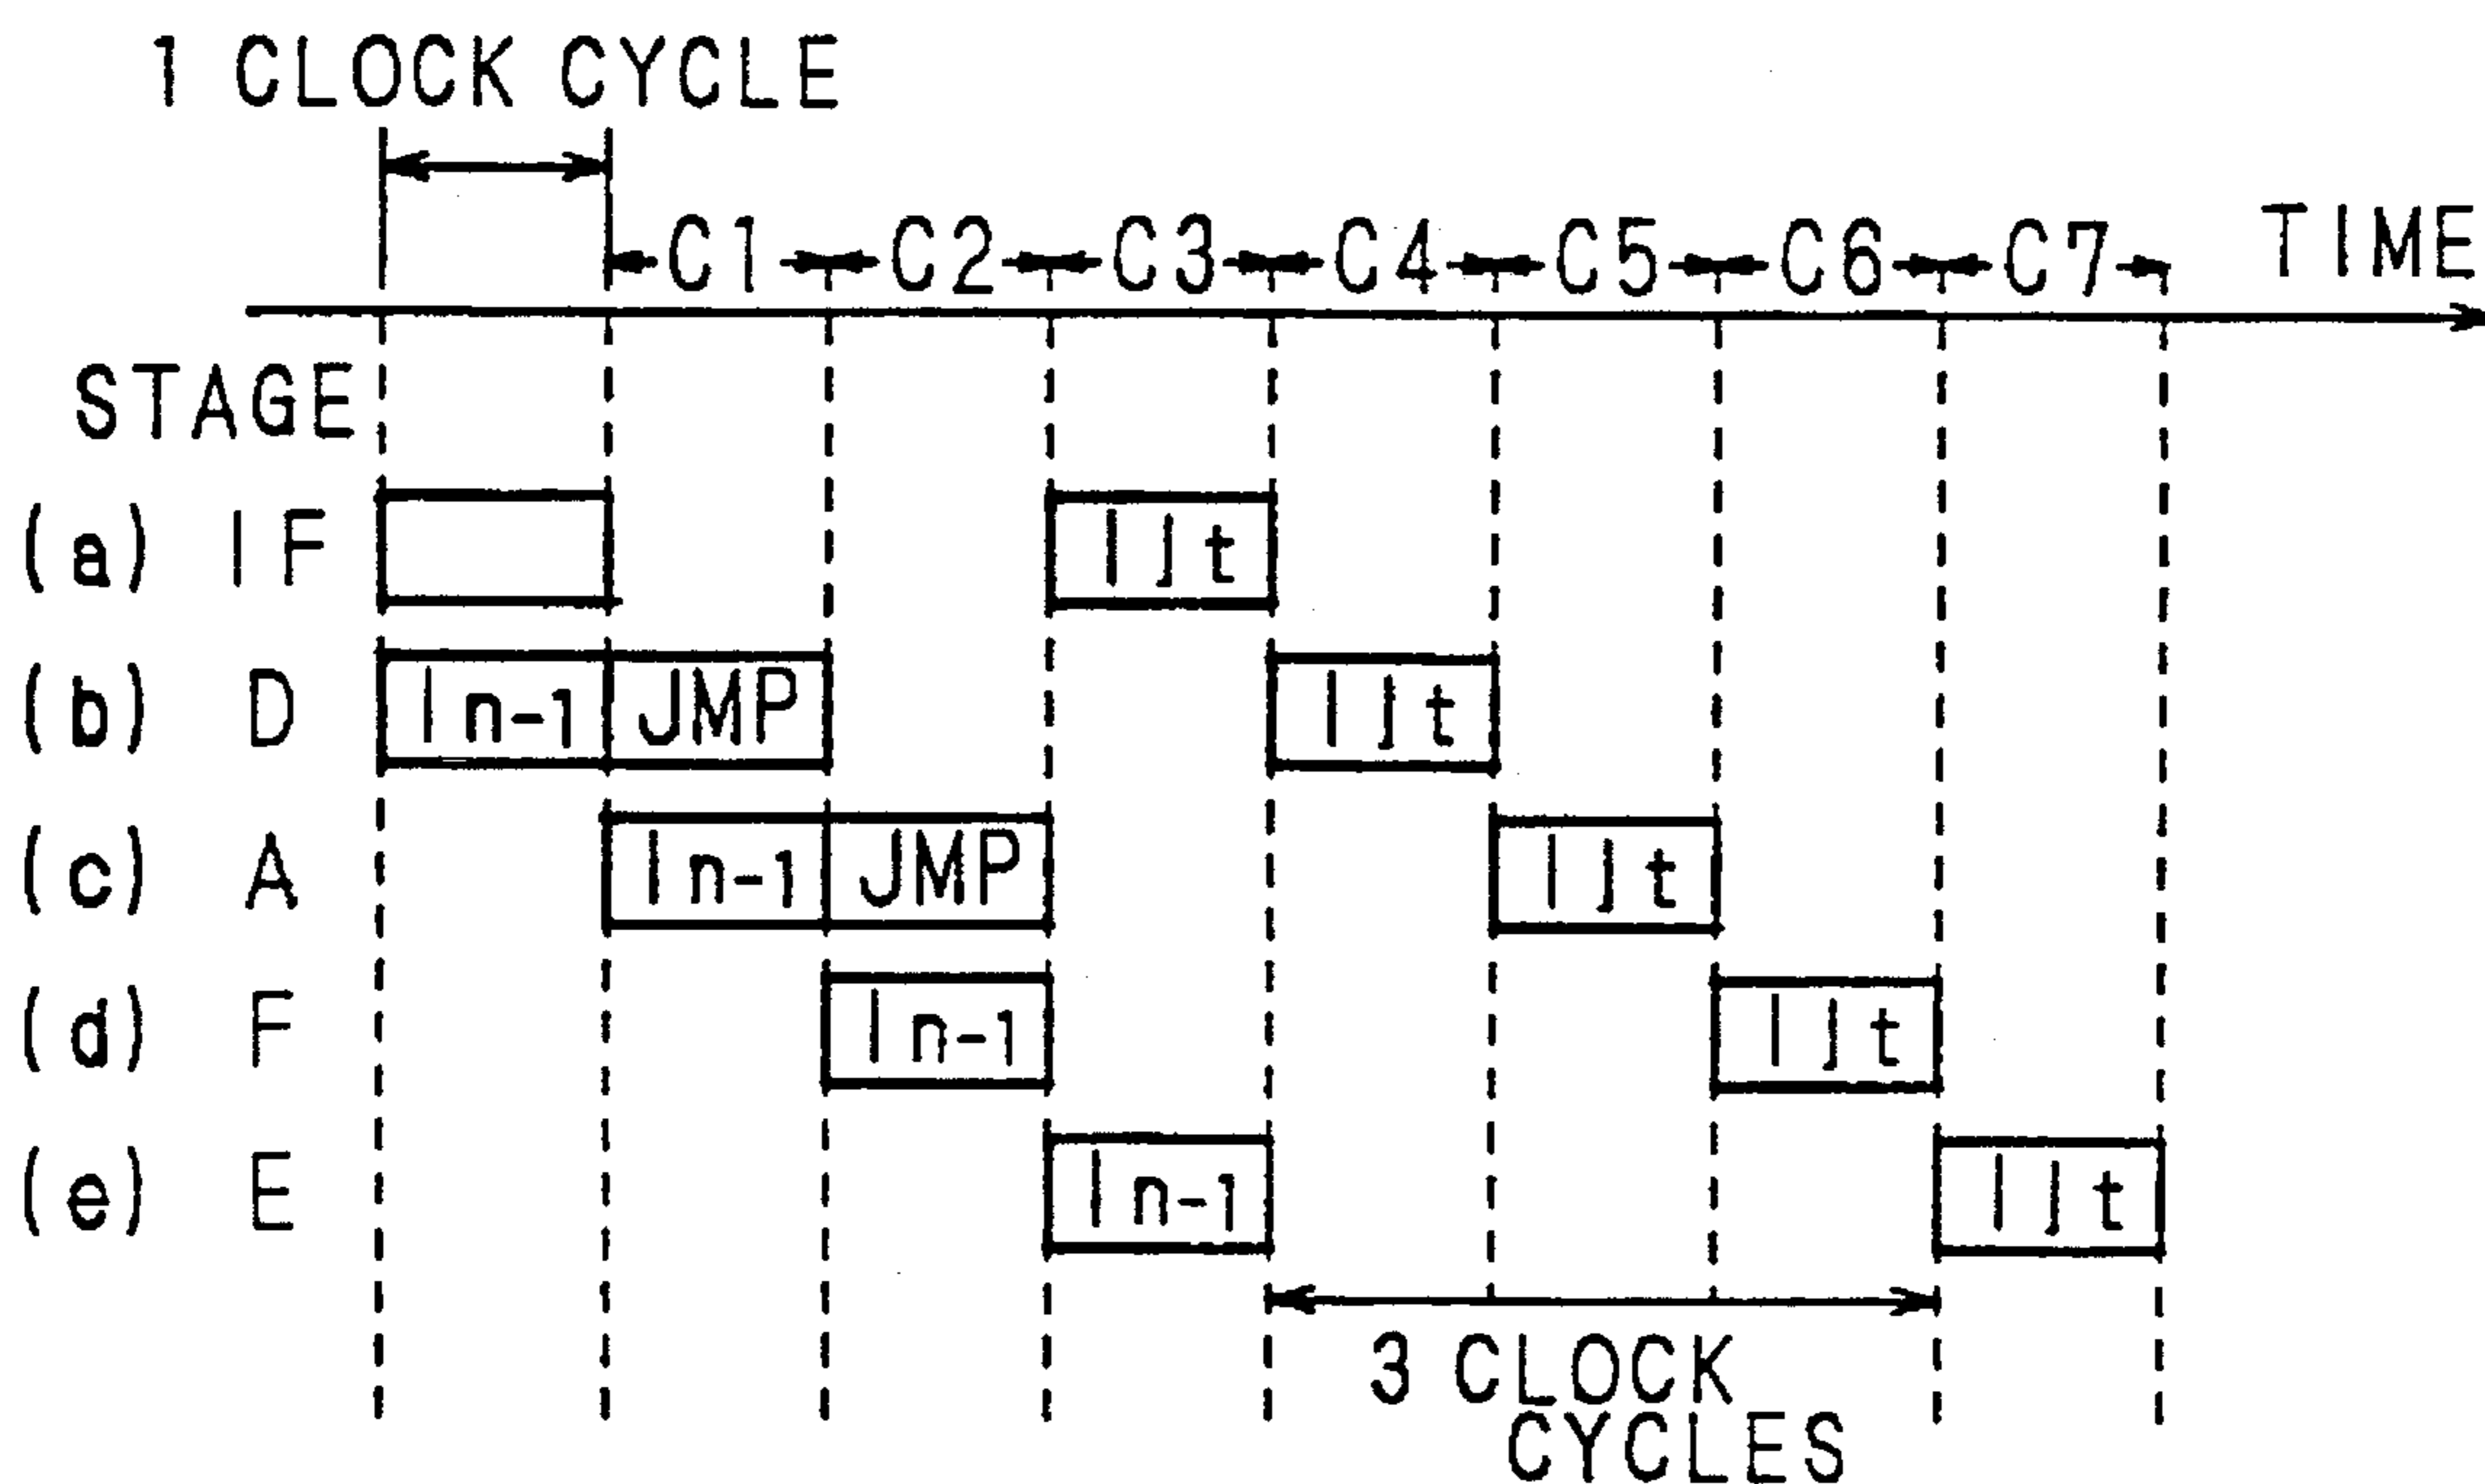 1 CLOCK CYCLE
C1 C2 C3 C4 C5 C6 C7 TIME
STAGE
(a) IF IJt
(b) D In-1 JMP IJt
(c) A In-1 JMP IJt
(d) F In-1 IJt
(e) E In-1 IJt
3 CLOCK
CYCLES